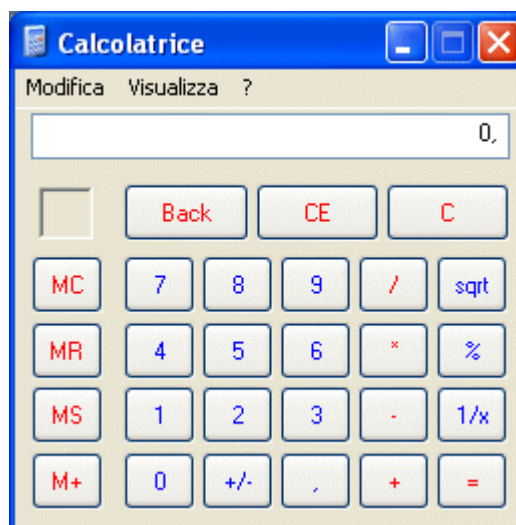 Calcolatrice
Modifica Visualizza ?
0,
Back CE C
MC 7 8 9 / sqrt
MR 4 5 6 * %
MS 1 2 3 - 1/x
M+ 0 +/- , + =